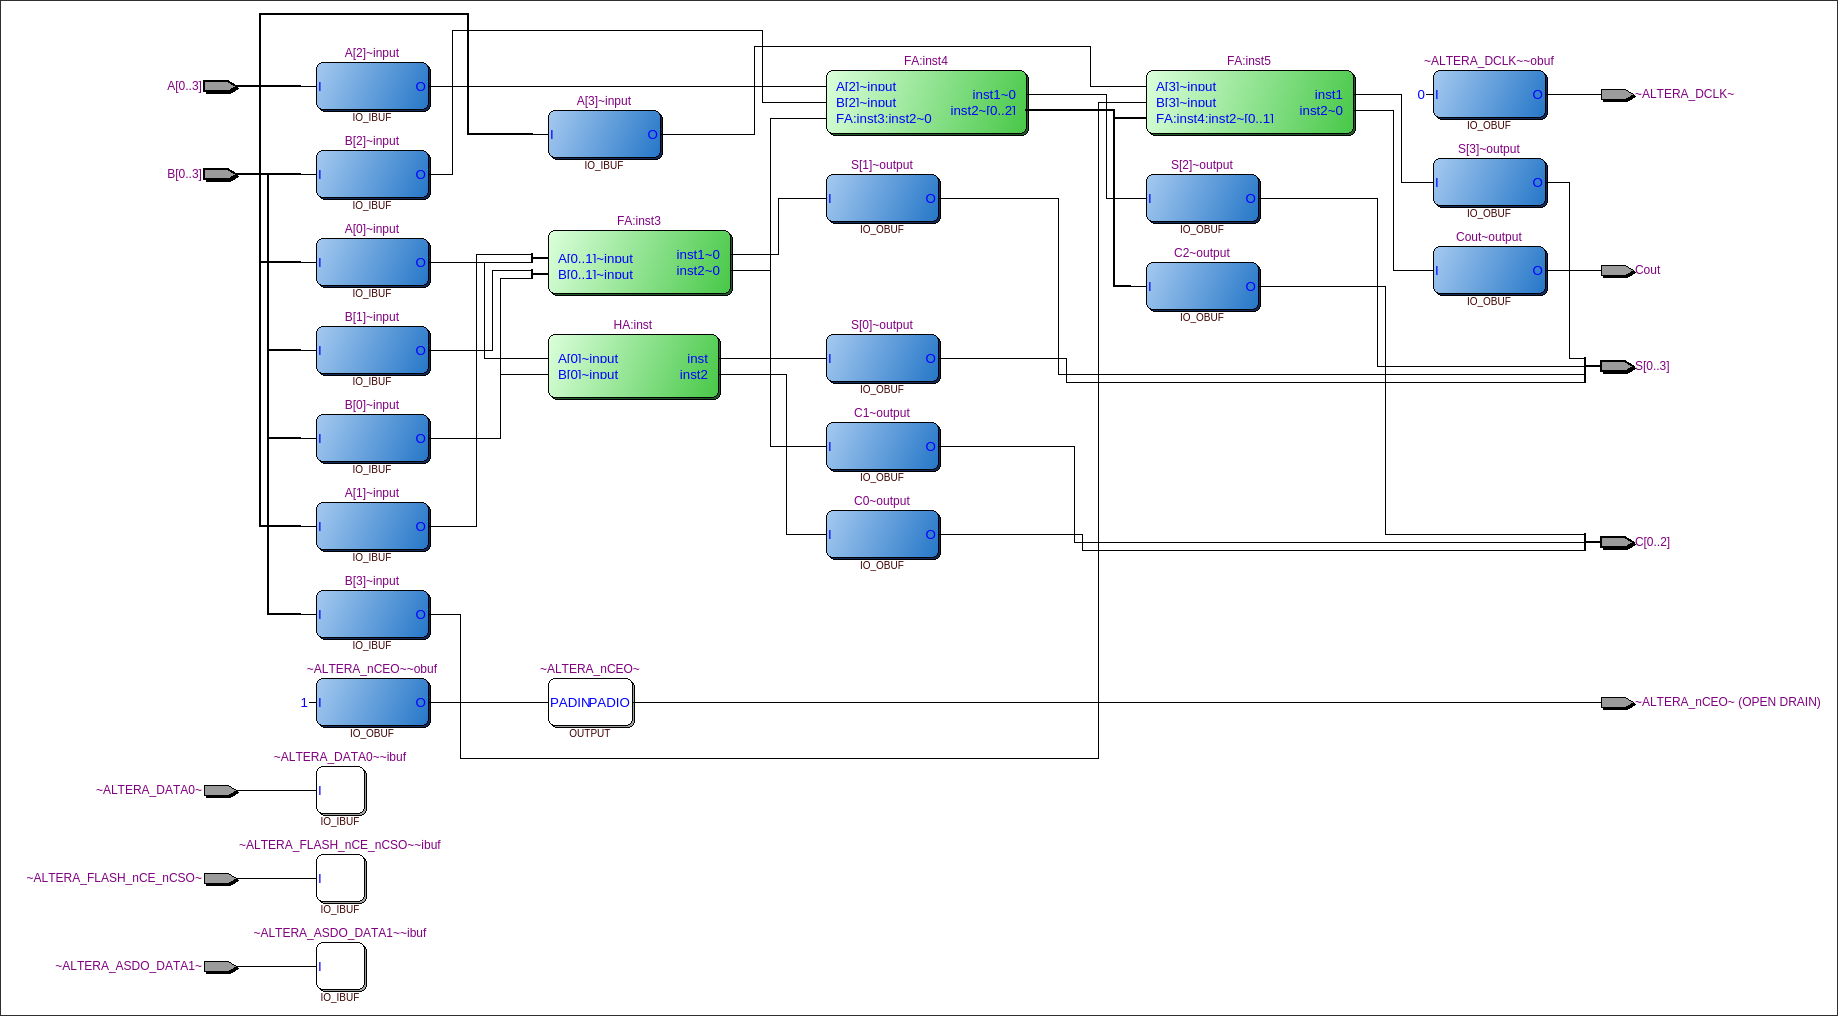 A[0..3]
B[0..3]
A[2]~input
I O
IO_IBUF
B[2]~input
I O
IO_IBUF
A[0]~input
I O
IO_IBUF
B[1]~input
I O
IO_IBUF
B[0]~input
I O
IO_IBUF
A[1]~input
I O
IO_IBUF
B[3]~input
I O
IO_IBUF
~ALTERA_nCEO~~obuf
1 I O
IO_OBUF
~ALTERA_DATA0~~ibuf
~ALTERA_DATA0~ I
IO_IBUF
~ALTERA_FLASH_nCE_nCSO~~ibuf
~ALTERA_FLASH_nCE_nCSO~ I
IO_IBUF
~ALTERA_ASDO_DATA1~~ibuf
~ALTERA_ASDO_DATA1~ I
IO_IBUF
A[3]~input
I O
IO_IBUF
FA:inst3
A[0..1]~input inst1~0
B[0..1]~input inst2~0
HA:inst
A[0]~input inst
B[0]~input inst2
~ALTERA_nCEO~
PADIN PADIO
OUTPUT
FA:inst4
A[2]~input
B[2]~input inst1~0
FA:inst3:inst2~0 inst2~[0..2]
S[1]~output
I O
IO_OBUF
S[0]~output
I O
IO_OBUF
C1~output
I O
IO_OBUF
C0~output
I O
IO_OBUF
FA:inst5
A[3]~input inst1
B[3]~input inst2~0
FA:inst4:inst2~[0..1]
S[2]~output
I O
IO_OBUF
C2~output
I O
IO_OBUF
~ALTERA_DCLK~~obuf
0 I O
IO_OBUF
S[3]~output
I O
IO_OBUF
Cout~output
I O
IO_OBUF
~ALTERA_DCLK~
Cout
S[0..3]
C[0..2]
~ALTERA_nCEO~ (OPEN DRAIN)